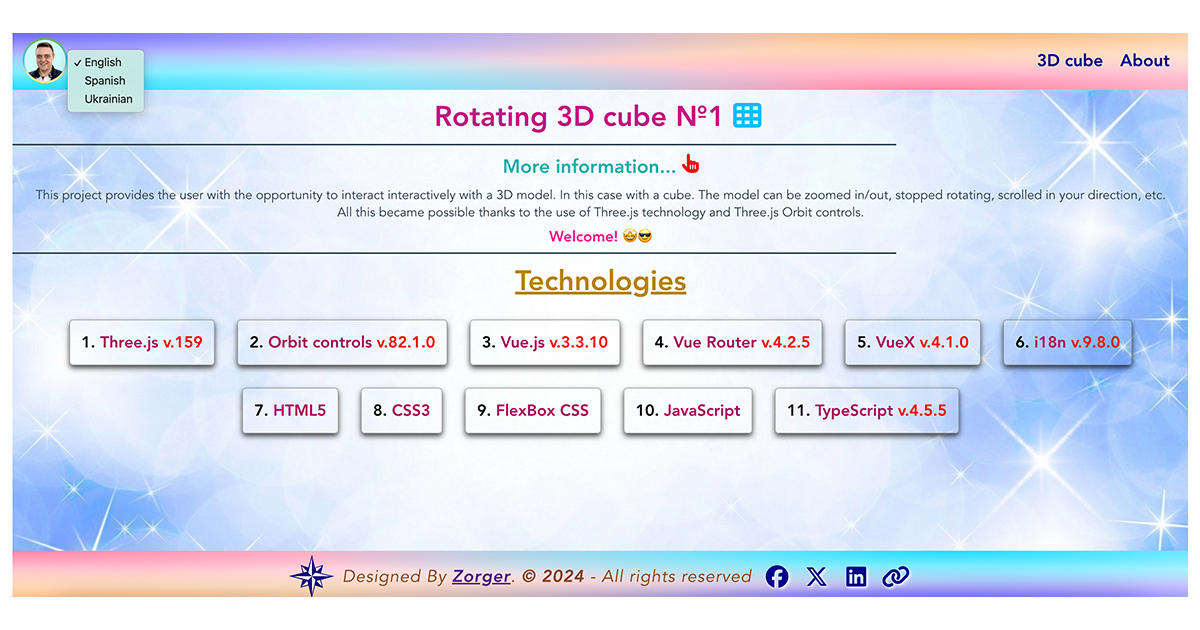 ✓ English
Spanish
Ukrainian
3D cube About
Rotating 3D cube Nº1
More information...
This project provides the user with the opportunity to interact interactively with a 3D model. In this case with a cube. The model can be zoomed in/out, stopped rotating, scrolled in your direction, etc.
All this became possible thanks to the use of Three.js technology and Three.js Orbit controls.
Welcome! 🤩😎
Technologies
1. Three.js v.159
2. Orbit controls v.82.1.0
3. Vue.js v.3.3.10
4. Vue Router v.4.2.5
5. VueX v.4.1.0
6. i18n v.9.8.0
7. HTML5
8. CSS3
9. FlexBox CSS
10. JavaScript
11. TypeScript v.4.5.5
Designed By Zorger. © 2024 - All rights reserved